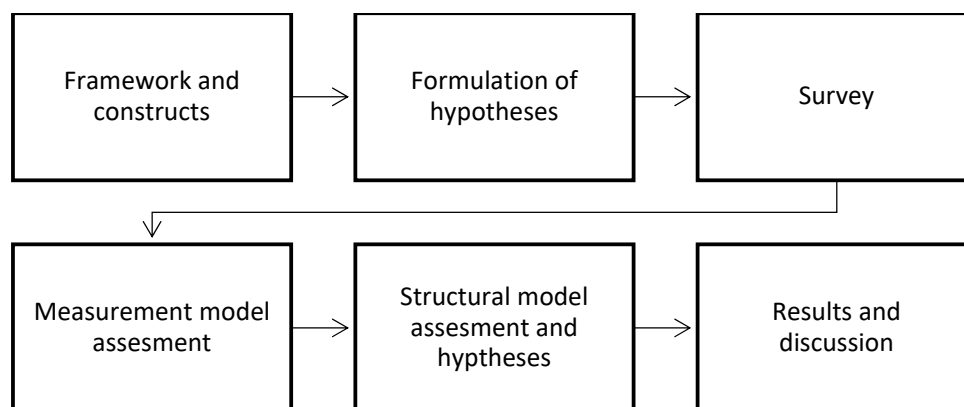 Framework and
constructs
Formulation of
hypotheses
Survey
Measurement model
assesment
Structural model
assesment and
hyptheses
Results and
discussion